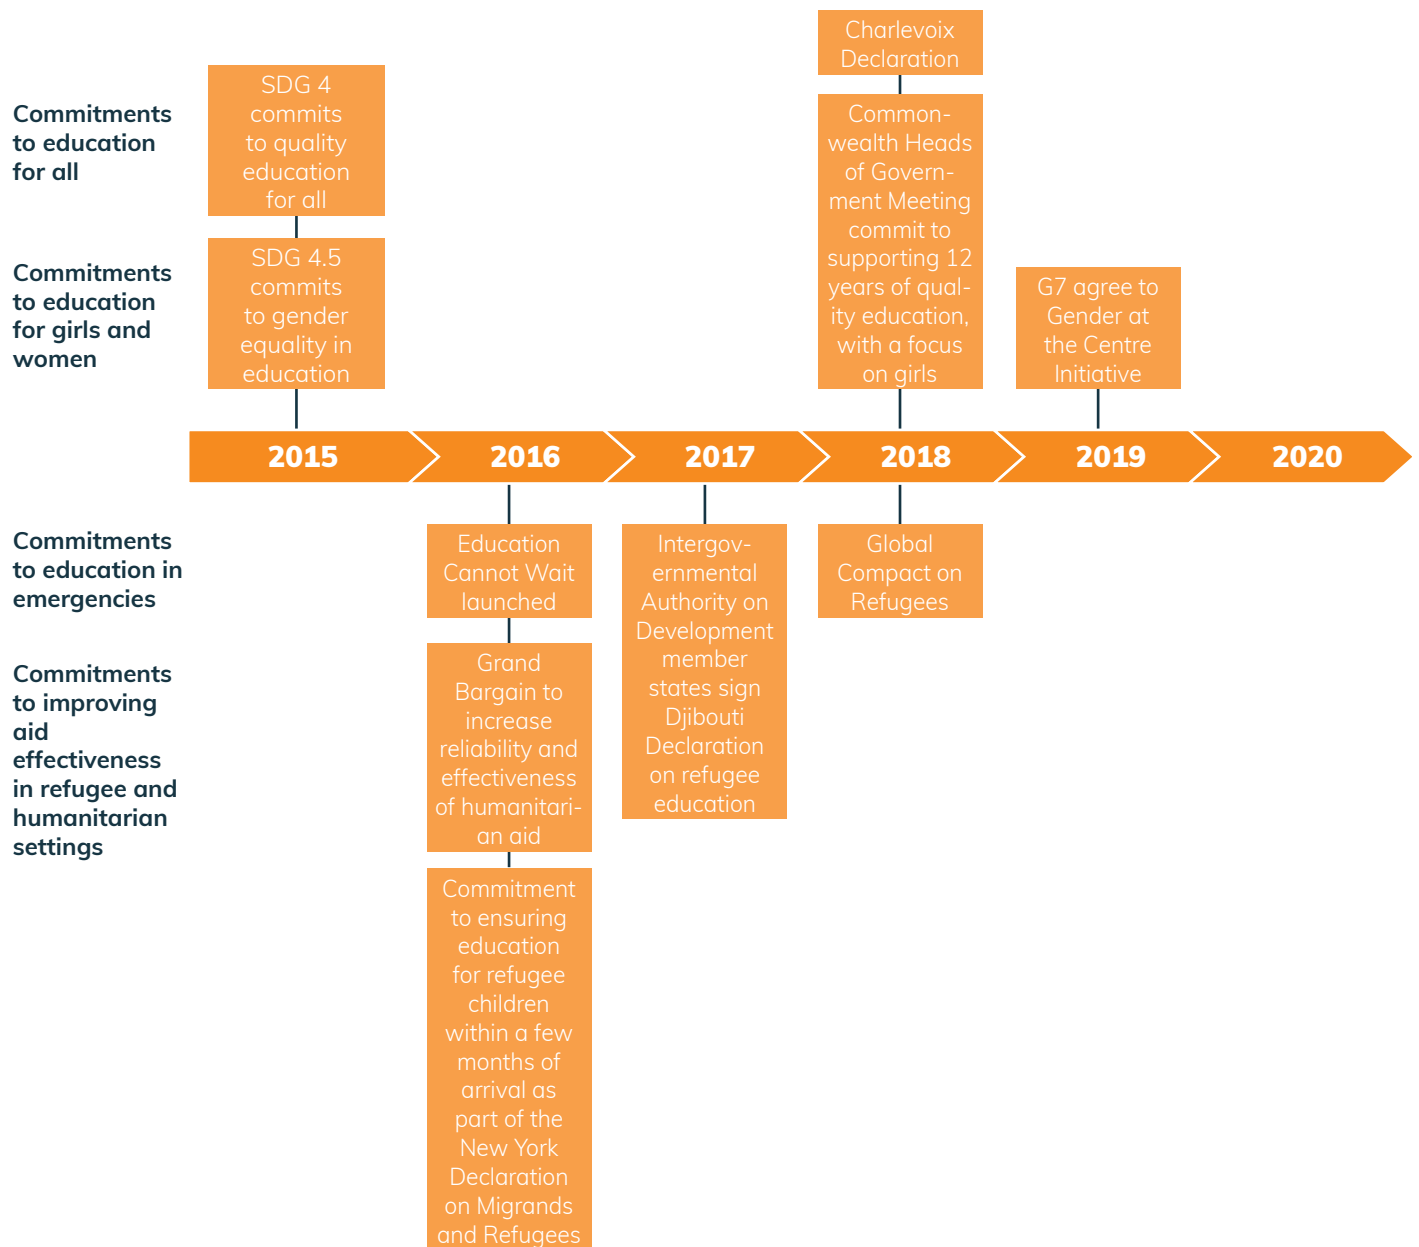 Commitments
to education
for all
Commitments
to education
for girls and
women
SDG 4
commits
to quality
education
for all
SDG 4.5
commits
to gender
equality in
education
Charlevoix
Declaration
Common-
wealth Heads
of Govern-
ment Meeting
commit to
supporting 12
years of qual-
ity education,
with a focus
on girls
G7 agree to
Gender at
the Centre
Initiative
2015
2016
2017
2018
2019
2020
Commitments
to education in
emergencies
Commitments
to improving
aid
effectiveness
in refugee and
humanitarian
settings
Education
Cannot Wait
launched
Grand
Bargain to
increase
reliability and
effectiveness
of humanitari-
an aid
Commitment
to ensuring
education
for refugee
children
within a few
months of
arrival as
part of the
New York
Declaration
on Migrands
and Refugees
Intergov-
ernmental
Authority on
Development
member
states sign
Djibouti
Declaration
on refugee
education
Global
Compact on
Refugees